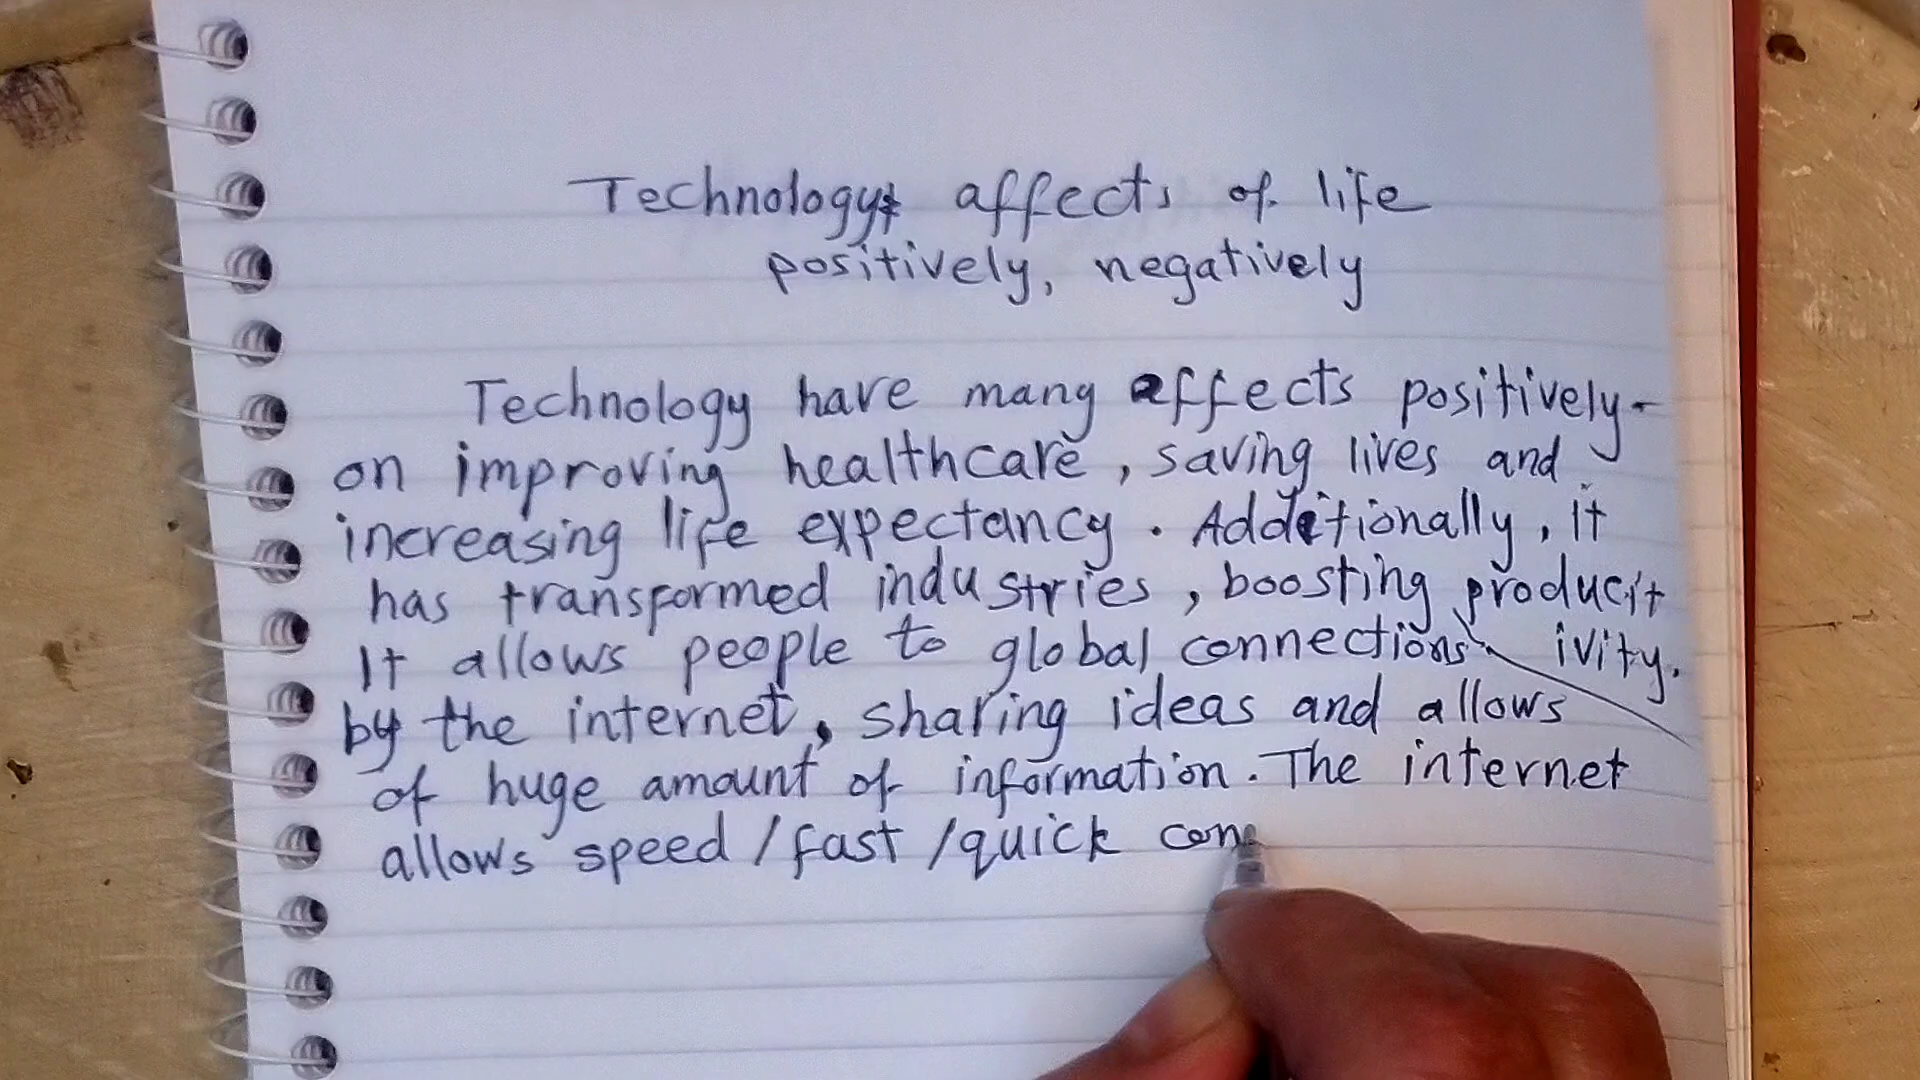 Technology affects of life
positively, negatively
Technology have many affects positively
on improving healthcare, saving lives and
increasing life expectancy. Additionally, it
has transformed industries, boosting producit
ivity.
It allows people to global connections
by the internet, sharing ideas and allows
of huge amount of information. The internet
allows speed / fast / quick con